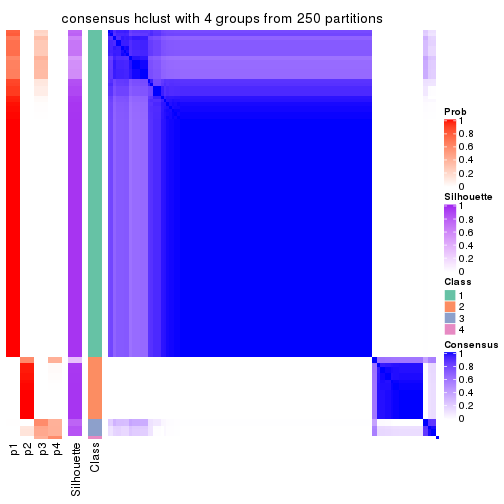 consensus hclust with 4 groups from 250 partitions
Prob
1
0.8
0.6
0.4
0.2
0
Silhouette
1
0.8
0.6
0.4
0.2
0
Class
1
2
3
4
Consensus
1
0.8
0.6
0.4
0.2
0
p1
p2
p3
p4
Silhouette
Class